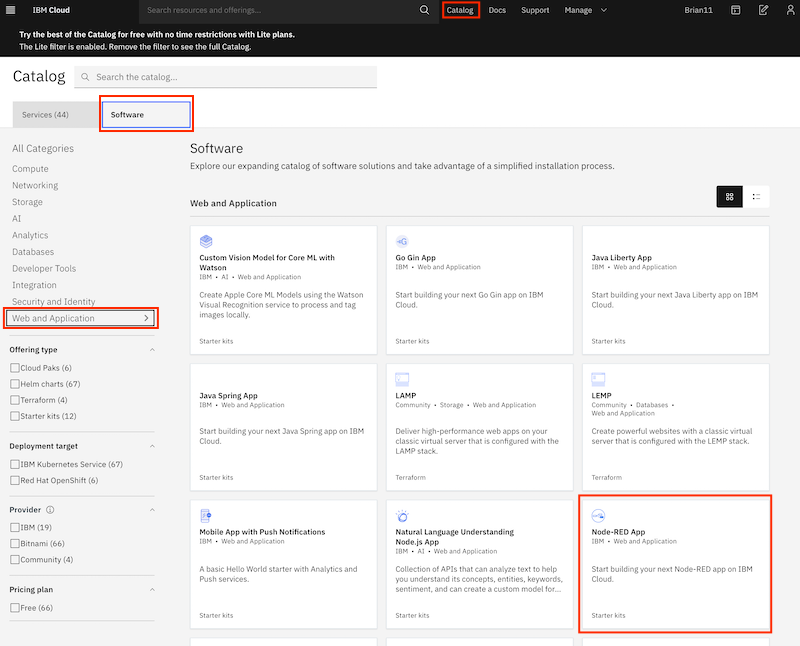 IBM Cloud
Search resources and offerings...
Catalog
Docs
Support
Manage
Brian11
Try the best of the Catalog for free with no time restrictions with Lite plans.
The Lite filter is enabled. Remove the filter to see the full Catalog.
Catalog
Search the catalog...
Services (44)
Software
All Categories
Compute
Networking
Storage
AI
Analytics
Databases
Developer Tools
Integration
Security and Identity
Web and Application
Offering type
Cloud Paks (6)
Helm charts (67)
Terraform (4)
Starter kits (12)
Deployment target
IBM Kubernetes Service (67)
Red Hat OpenShift (6)
Provider
IBM (19)
Bitnami (66)
Community (4)
Pricing plan
Free (66)
Software
Explore our expanding catalog of software solutions and take advantage of a simplified installation process.
Web and Application
Custom Vision Model for Core ML with
Watson
IBM • AI • Web and Application
Create Apple Core ML Models using the Watson
Visual Recognition service to process and tag
images locally.
Starter kits
Go Gin App
IBM • Web and Application
Start building your next Go Gin app on IBM
Cloud.
Starter kits
Java Liberty App
IBM • Web and Application
Start building your next Java Liberty app on IBM
Cloud.
Starter kits
Java Spring App
IBM • Web and Application
Start building your next Java Spring app on IBM
Cloud.
Starter kits
LAMP
Community • Storage • Web and Application
Deliver high-performance web apps on your
classic virtual server that is configured with the
LAMP stack.
Terraform
LEMP
Community • Databases •
Web and Application
Create powerful websites with a classic virtual
server that is configured with the LEMP stack.
Terraform
Mobile App with Push Notifications
IBM • Web and Application
A basic Hello World starter with Analytics and
Push services.
Starter kits
Natural Language Understanding
Node.js App
IBM • AI • Web and Application
Collection of APIs that can analyze text to help
you understand its concepts, entities, keywords,
sentiment, and can create a custom model for...
Starter kits
Node-RED App
IBM • Web and Application
Start building your next Node-RED app on IBM
Cloud.
Starter kits